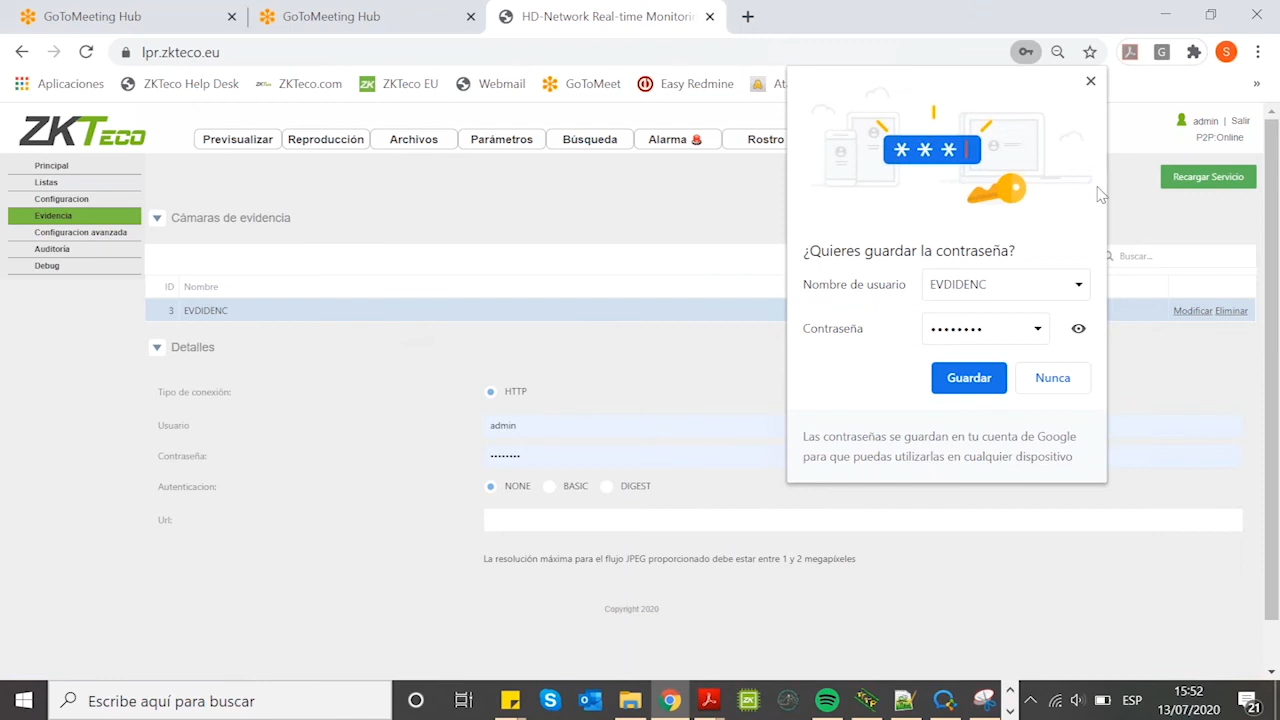 GoToMeeting Hub
GoToMeeting Hub
HD-Network Real-time Monitorin
lpr.zkteco.eu
G
S
Aplicaciones
ZKTeco Help Desk
ZKTeco.com
ZKTeco EU
Webmail
GoToMeet
Easy Redmine
At
»
ZKTeco
Previsualizar
Reproducción
Archivos
Parámetros
Búsqueda
Alarma
Rostro
admin | Salir
P2P:Online
Recargar Servicio
Principal
Listas
Configuracion
Evidencia
Configuracion avanzada
Auditoría
Debug
Cámaras de evidencia
Buscar...
ID Nombre
3 EVDIDENC
Modificar Eliminar
Detalles
Tipo de conexión:
HTTP
Usuario
admin
Contraseña:
••••••••
Autenticacion:
NONE BASIC DIGEST
Url:
La resolución máxima para el flujo JPEG proporcionado debe estar entre 1 y 2 megapíxeles
Copyright 2020
* * * |
¿Quieres guardar la contraseña?
Nombre de usuario
EVDIDENC
Contraseña
••••••••
Guardar
Nunca
Las contraseñas se guardan en tu cuenta de Google
para que puedas utilizarlas en cualquier dispositivo
Escribe aquí para buscar
ESP
15:52
13/07/2020
21